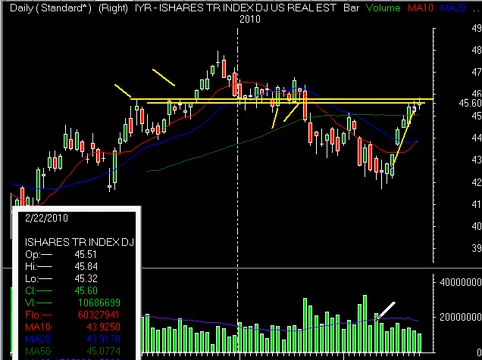 Daily ( Standard* ) (Right) IYR - ISHARES TR INDEX DJ US REAL EST Bar Volume MA10 MA20 ...
2010
49
48
47
46
45.60
45
44
43
42
41
40
39
2/22/2010
ISHARES TR INDEX DJ
Op:— 45.51
Hi:— 45.84
Lo:— 45.32
Cl:— 45.60
Vl:— 10686699
Flo:— 60327941
MA10 43.9250
MA20 43.9170
MA50 45.0774
40000000
20000000
0